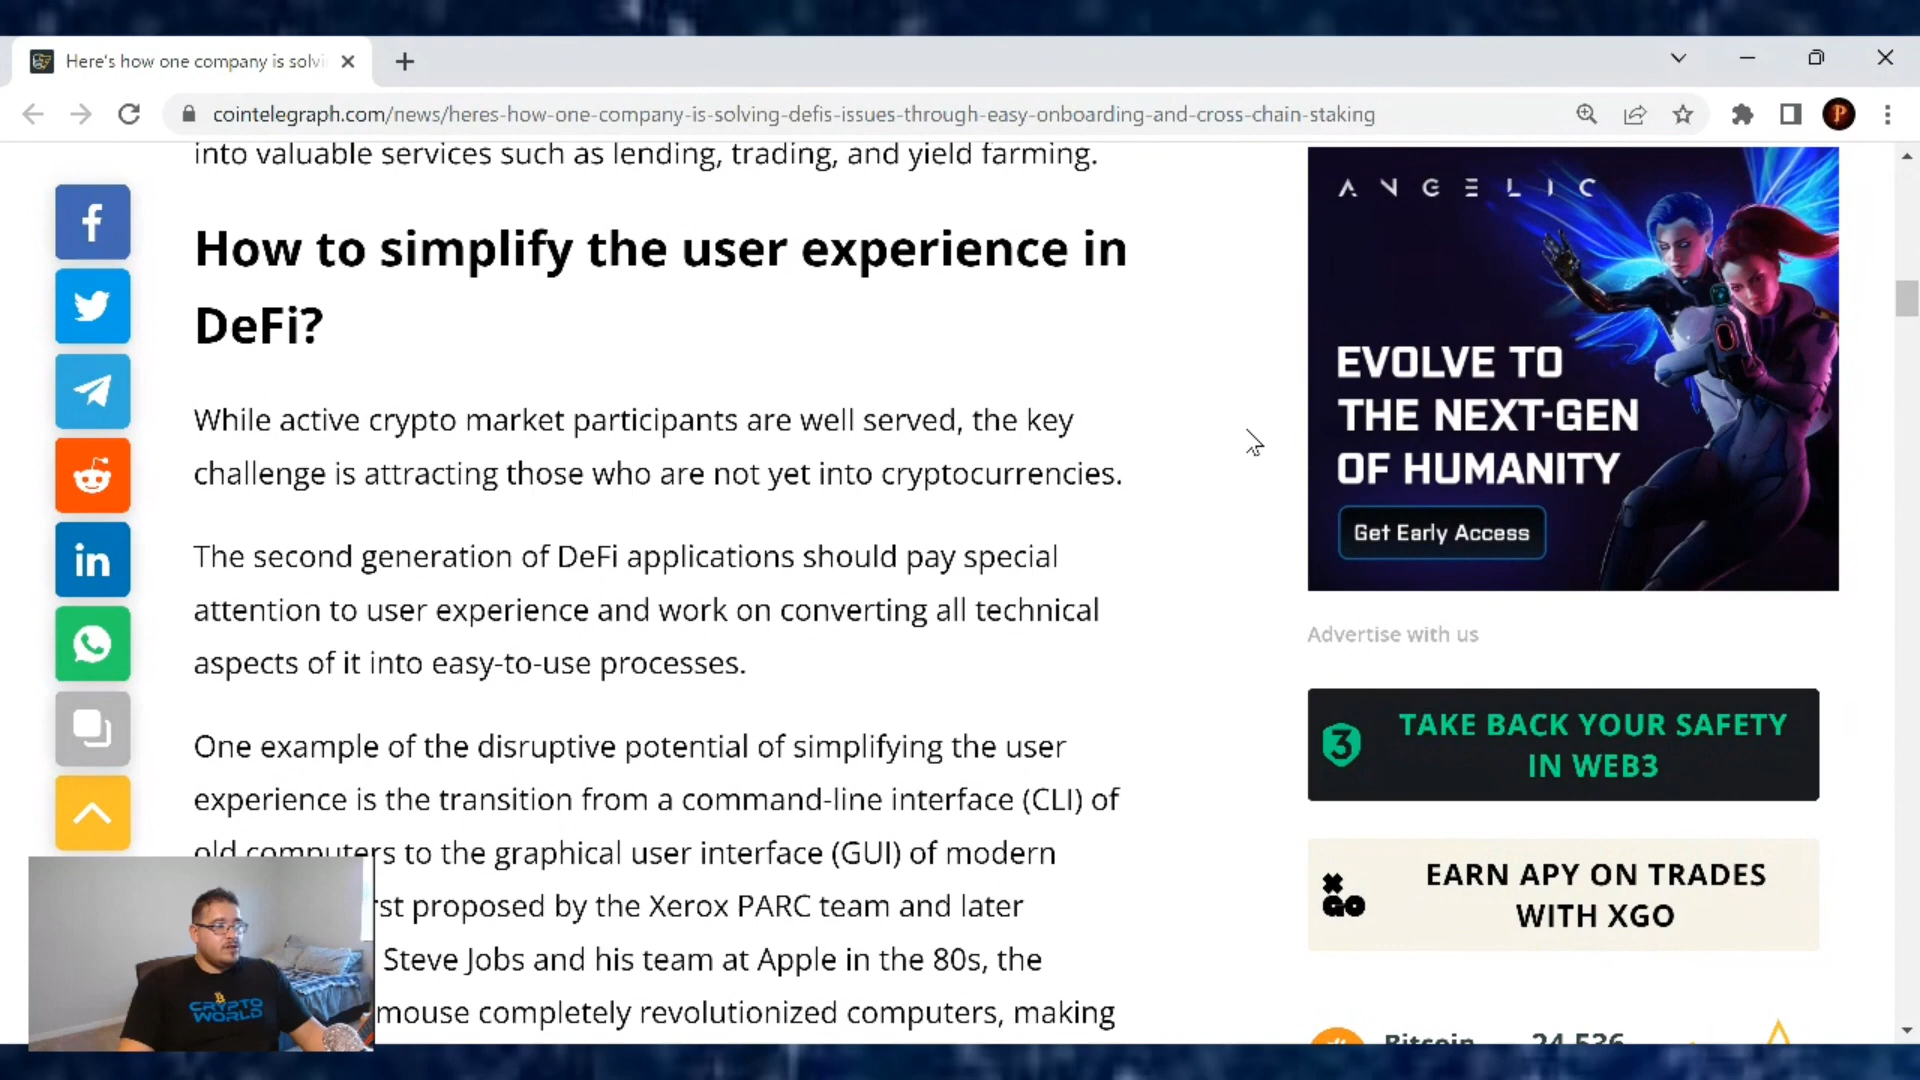 Here's how one company is solvi
cointelegraph.com/news/heres-how-one-company-is-solving-defis-issues-through-easy-onboarding-and-cross-chain-staking
P
into valuable services such as lending, trading, and yield farming.
How to simplify the user experience in
DeFi?
While active crypto market participants are well served, the key
challenge is attracting those who are not yet into cryptocurrencies.
The second generation of DeFi applications should pay special
attention to user experience and work on converting all technical
aspects of it into easy-to-use processes.
One example of the disruptive potential of simplifying the user
experience is the transition from a command-line interface (CLI) of
old computers to the graphical user interface (GUI) of modern
rst proposed by the Xerox PARC team and later
Steve Jobs and his team at Apple in the 80s, the
mouse completely revolutionized computers, making
ANGELIC
EVOLVE TO
THE NEXT-GEN
OF HUMANITY
Get Early Access
Advertise with us
3
TAKE BACK YOUR SAFETY
IN WEB3
XGO
EARN APY ON TRADES
WITH XGO
Bitcoin 24,536
CRYPTO
WORLD